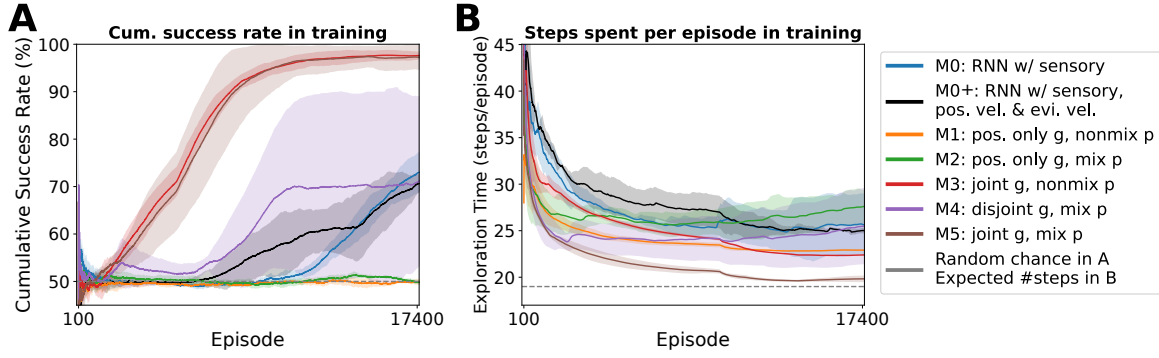 A
Cum. success rate in training
Cumulative Success Rate (%)
100
90
80
70
60
50
100
17400
Episode
B
Steps spent per episode in training
Exploration Time (steps/episode)
45
40
35
30
25
20
100
17400
Episode
M0: RNN w/ sensory
M0+: RNN w/ sensory,
pos. vel. & evi. vel.
M1: pos. only g, nonmix p
M2: pos. only g, mix p
M3: joint g, nonmix p
M4: disjoint g, mix p
M5: joint g, mix p
Random chance in A
Expected #steps in B